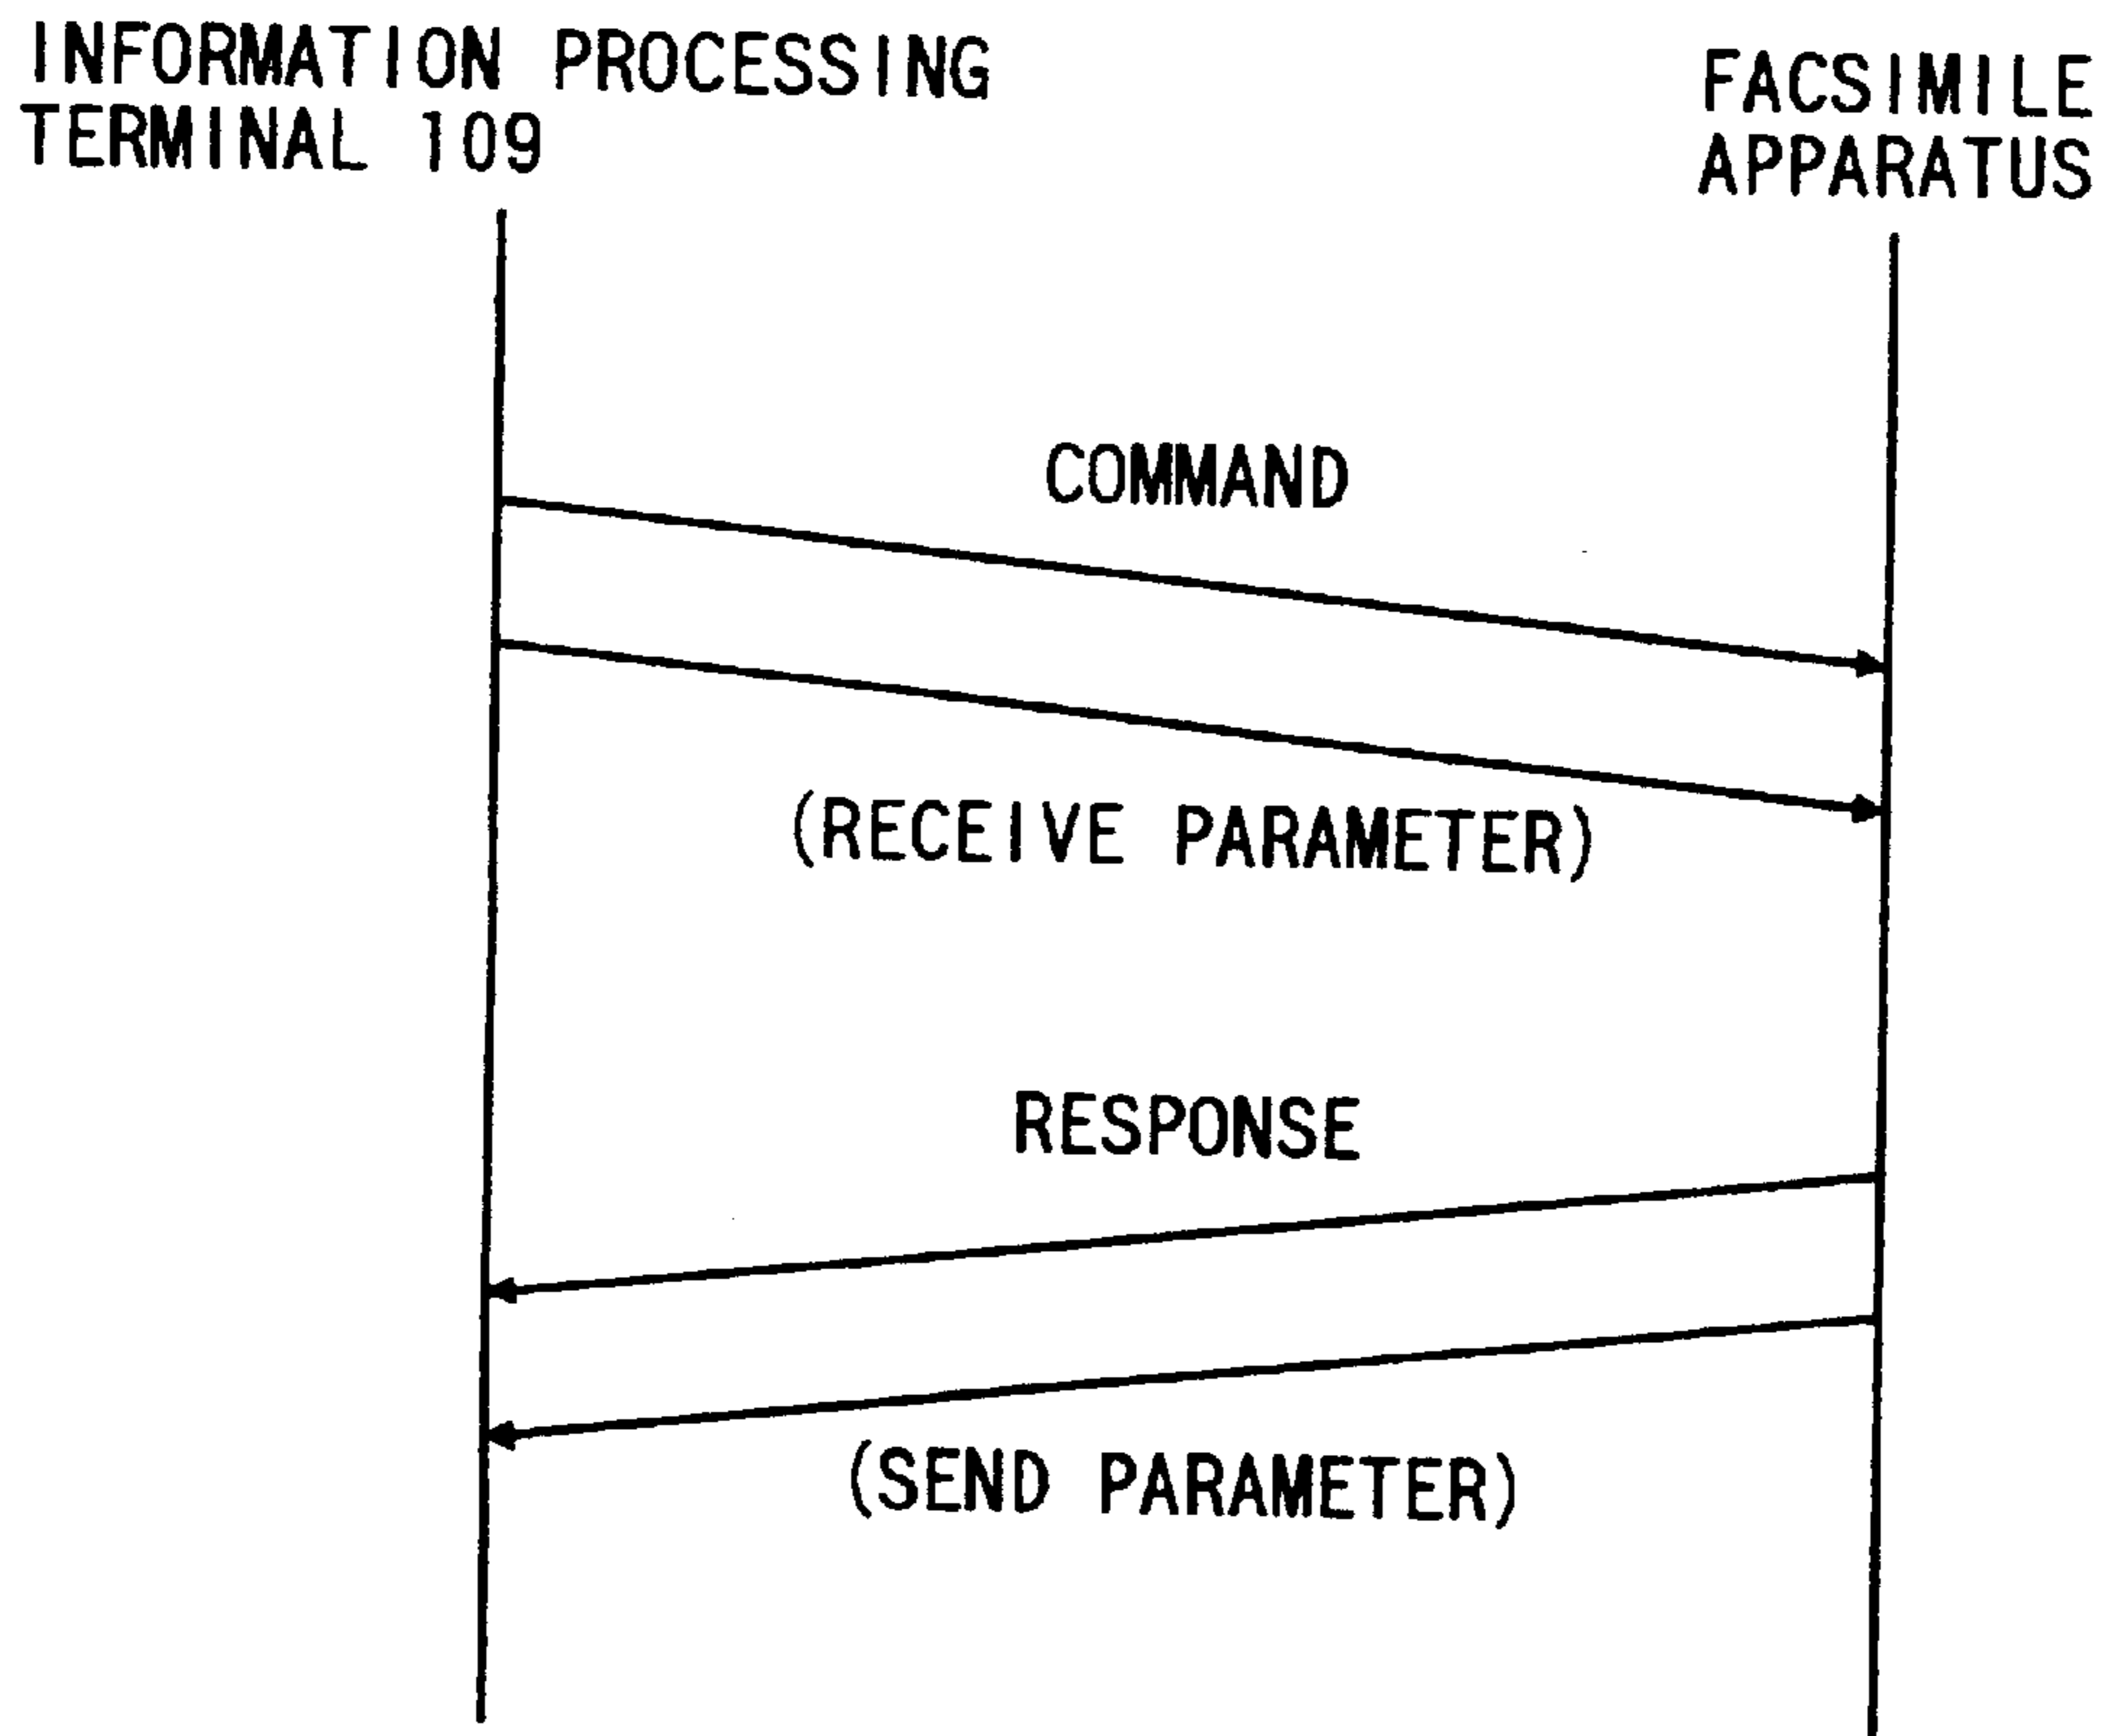 INFORMATION PROCESSING
TERMINAL 109
FACSIMILE
APPARATUS
COMMAND
(RECEIVE PARAMETER)
RESPONSE
(SEND PARAMETER)